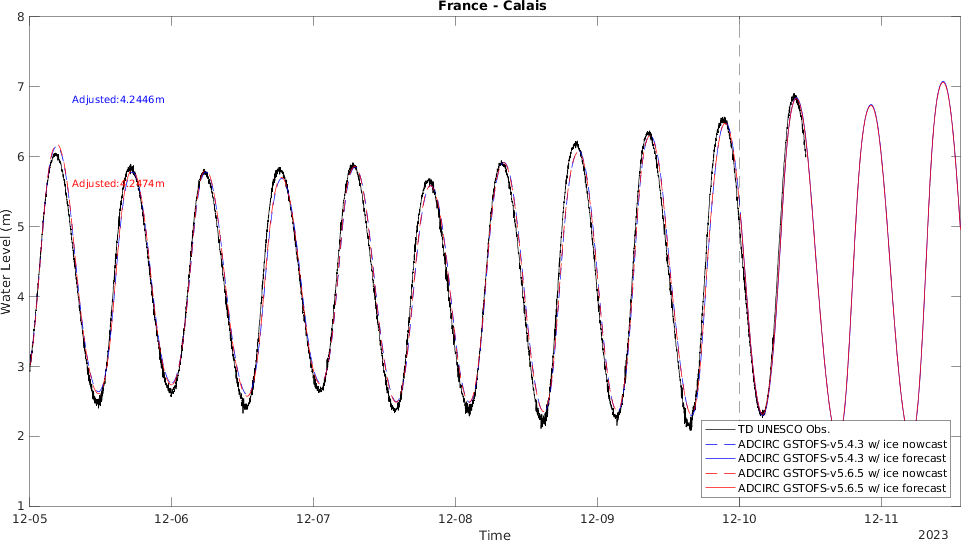 France - Calais
8
7
6
5
4
3
2
1
Water Level (m)
Adjusted:4.2446m
Adjusted:4.2474m
TD UNESCO Obs.
ADCIRC GSTOFS-v5.4.3 w/ ice nowcast
ADCIRC GSTOFS-v5.4.3 w/ ice forecast
ADCIRC GSTOFS-v5.6.5 w/ ice nowcast
ADCIRC GSTOFS-v5.6.5 w/ ice forecast
12-05 12-06 12-07 12-08 12-09 12-10 12-11
Time
2023